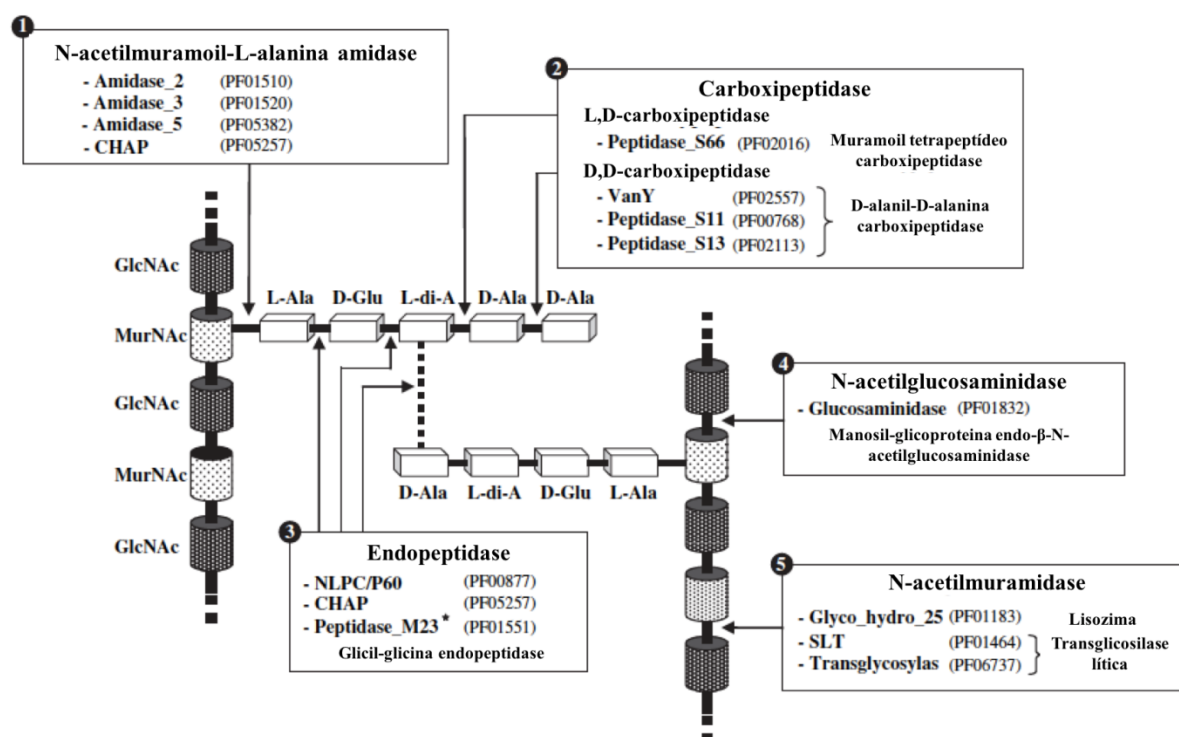 1
N-acetilmuramoil-L-alanina amidase
- Amidase_2 (PF01510)
- Amidase_3 (PF01520)
- Amidase_5 (PF05382)
- CHAP (PF05257)
2
Carboxipeptidase
L,D-carboxipeptidase
- Peptidase_S66 (PF02016) Muramoil tetrapeptídeo
carboxipeptidase
D,D-carboxipeptidase
- VanY (PF02557)
- Peptidase_S11 (PF00768)
- Peptidase_S13 (PF02113)
D-alanil-D-alanina
carboxipeptidase
GlcNAc
MurNAc
GlcNAc
MurNAc
GlcNAc
L-Ala D-Glu L-di-A D-Ala D-Ala
D-Ala L-di-A D-Glu L-Ala
3
Endopeptidase
- NLPC/P60 (PF00877)
- CHAP (PF05257)
- Peptidase_M23* (PF01551)
Glicil-glicina endopeptidase
4
N-acetilglucosaminidase
- Glucosaminidase (PF01832)
Manosil-glicoproteina endo-β-N-
acetilglucosaminidase
5
N-acetilmuramidase
- Glyco_hydro_25 (PF01183) Lisozima
- SLT (PF01464)
- Transglycosylas (PF06737)
Transglicosilase
lítica